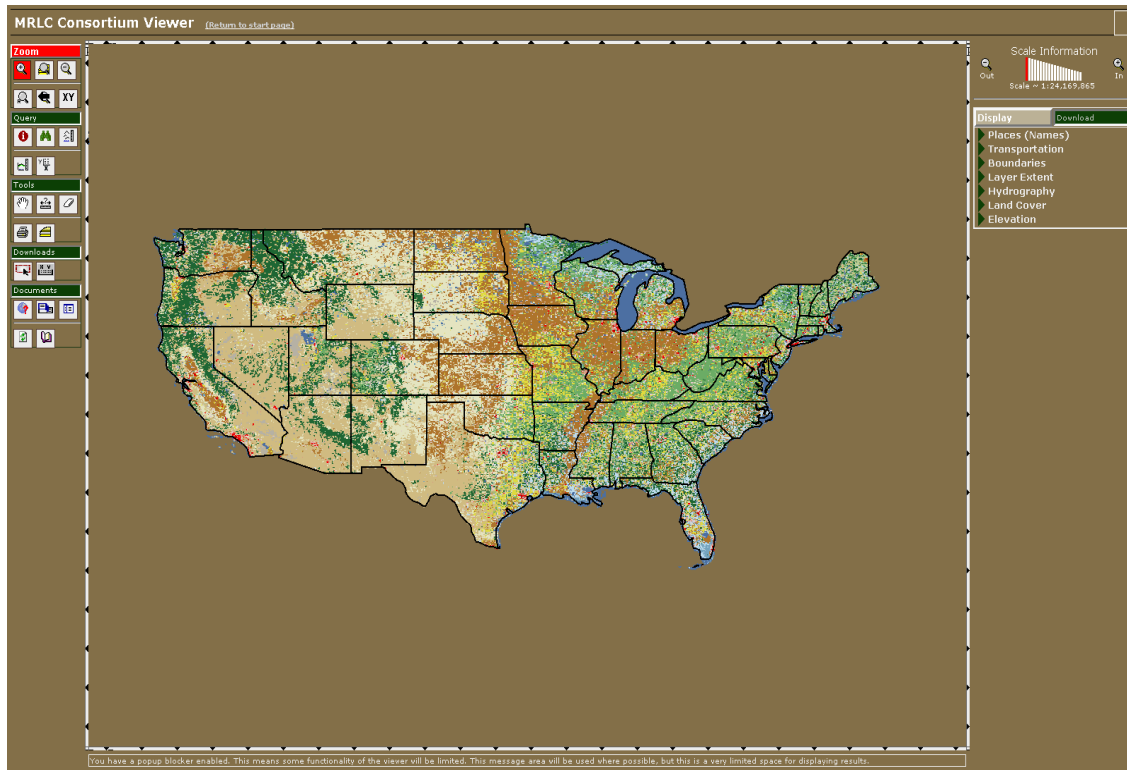 MRLC Consortium Viewer (Return to start page)
Zoom
XY
Query
Tools
Downloads
X Y
Documents
Scale Information
Out
In
Scale ~ 1:24,169,865
Display Download
Places (Names)
Transportation
Boundaries
Layer Extent
Hydrography
Land Cover
Elevation
You have a popup blocker enabled. This means some functionality of the viewer will be limited. This message area will be used where possible, but this is a very limited space for displaying results.